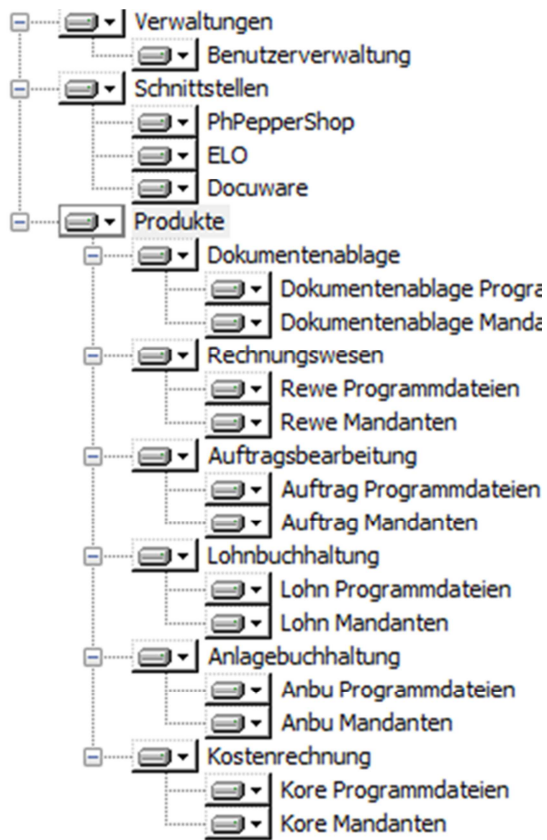 Verwaltungen
Benutzerverwaltung
Schnittstellen
PhPepperShop
ELO
Docuware
Produkte
Dokumentenablage
Dokumentenablage Progra
Dokumentenablage Manda
Rechnungswesen
Rewe Programmdateien
Rewe Mandanten
Auftragsbearbeitung
Auftrag Programmdateien
Auftrag Mandanten
Lohnbuchhaltung
Lohn Programmdateien
Lohn Mandanten
Anlagebuchhaltung
Anbu Programmdateien
Anbu Mandanten
Kostenrechnung
Kore Programmdateien
Kore Mandanten